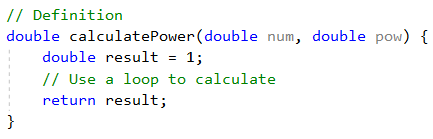 // Definition
double calculatePower(double num, double pow) {
    double result = 1;
    // Use a loop to calculate
    return result;
}